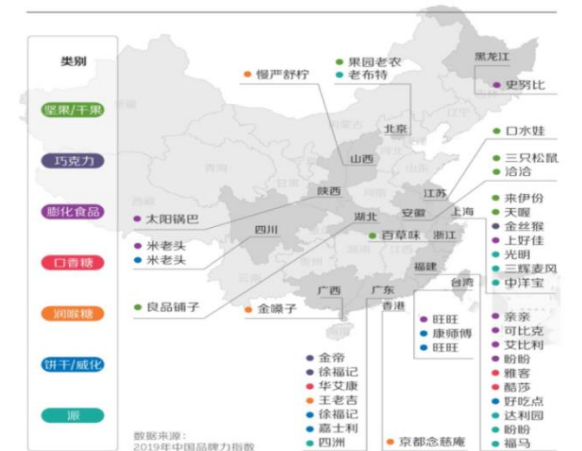 类别
坚果/干果
巧克力
膨化食品
口香糖
润喉糖
饼干/威化
派
黑龙江
史努比
果园老农
老布特
慢严舒柠
北京
山西
口水娃
三只松鼠
洽洽
陕西
江苏
太阳锅巴
四川
湖北
安徽
上海
百草味
浙江
米老头
米老头
来伊份
天喔
金丝猴
上好佳
光明
三辉麦风
中洋宝
福建
台湾
广西
广东
香港
良品铺子
金嗓子
旺旺
康师傅
旺旺
亲亲
可比克
艾比利
盼盼
雅客
酷莎
好吃点
达利园
盼盼
福马
金帝
徐福记
华艾康
王老吉
徐福记
嘉士利
四洲
京都念慈庵
数据来源：
2019年中国品牌力指数